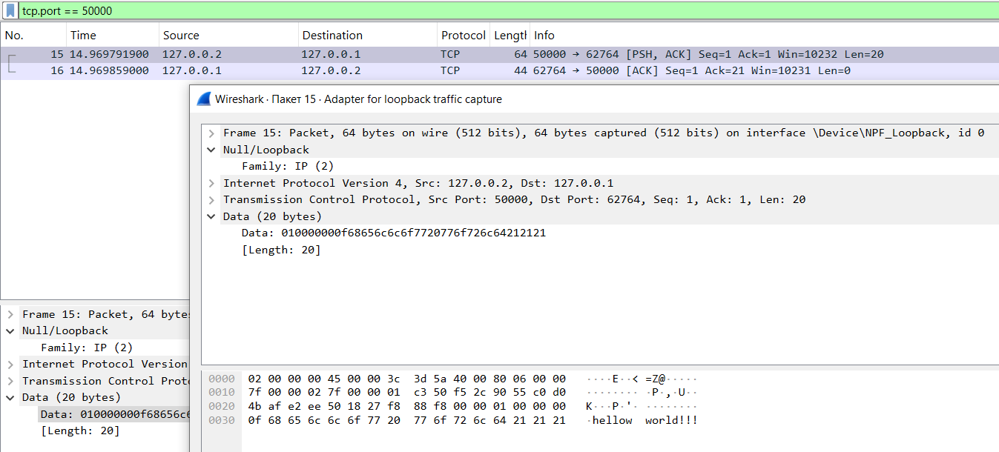 tcp.port == 50000
No. Time Source Destination Protocol Lengtl Info
15 14.969791900 127.0.0.2 127.0.0.1 TCP 64 50000 → 62764 [PSH, ACK] Seq=1 Ack=1 Win=10232 Len=20
16 14.969859000 127.0.0.1 127.0.0.2 TCP 44 62764 → 50000 [ACK] Seq=1 Ack=21 Win=10231 Len=0
Wireshark · Пакет 15 · Adapter for loopback traffic capture
Frame 15: Packet, 64 bytes on wire (512 bits), 64 bytes captured (512 bits) on interface \Device\NPF_Loopback, id 0
Null/Loopback
Family: IP (2)
Internet Protocol Version 4, Src: 127.0.0.2, Dst: 127.0.0.1
Transmission Control Protocol, Src Port: 50000, Dst Port: 62764, Seq: 1, Ack: 1, Len: 20
Data (20 bytes)
Data: 010000000f68656c6c6f7720776f726c64212121
[Length: 20]
Frame 15: Packet, 64 bytes
Null/Loopback
Family: IP (2)
Internet Protocol Version
Transmission Control Proto
Data (20 bytes)
Data: 010000000f68656c6
[Length: 20]
0000 02 00 00 00 45 00 00 3c 3d 5a 40 00 80 06 00 00 ····E··< =Z@·····
0010 7f 00 00 02 7f 00 00 01 c3 50 f5 2c 90 55 c0 d0 ········ ·P·,·U··
0020 4b af e2 ee 50 18 27 f8 88 f8 00 00 01 00 00 00 K···P·'· ········
0030 0f 68 65 6c 6c 6f 77 20 77 6f 72 6c 64 21 21 21 ·hellow world!!!